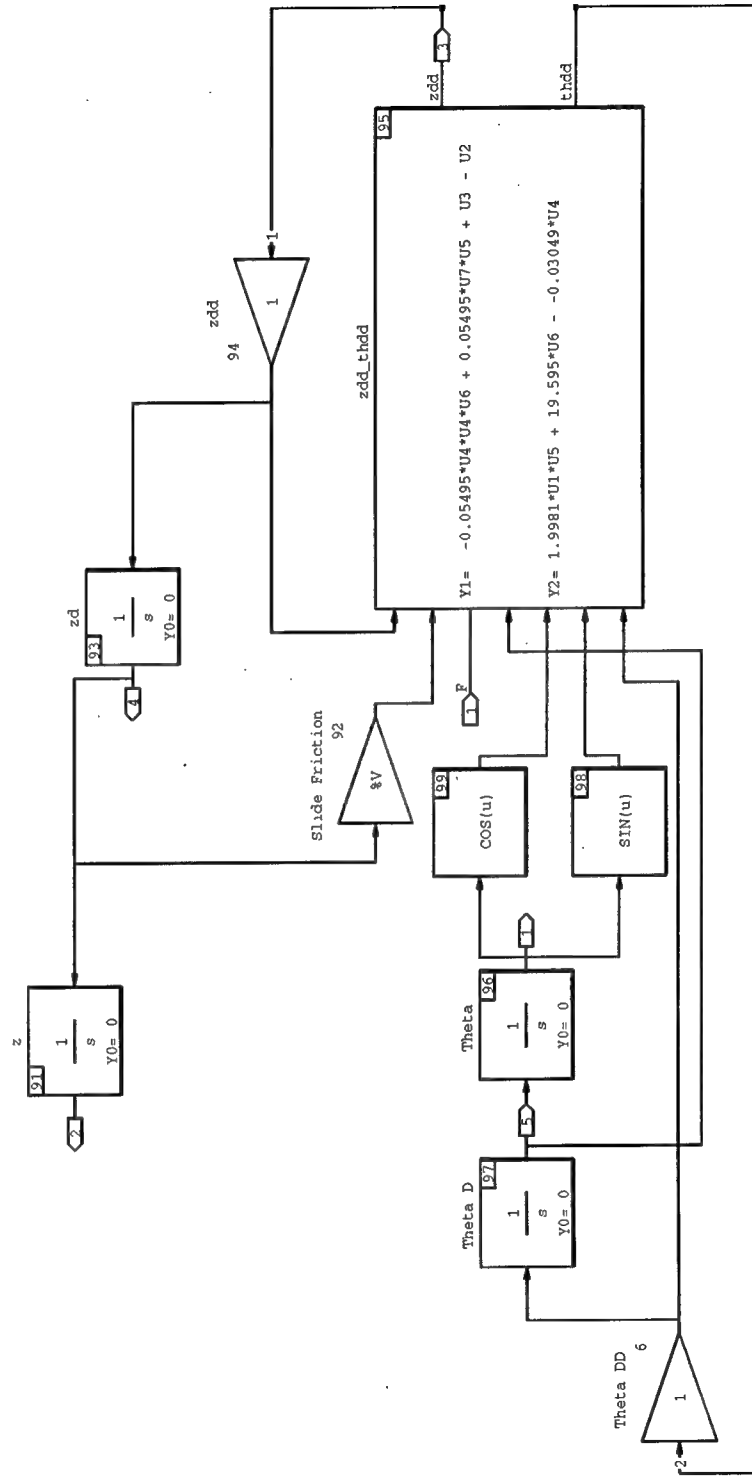 z
91
1
s
Y0= 0
2
zd
93
1
s
Y0= 0
4
zdd
94
1
1
Slide Friction
92
%V
zdd_thdd
95
Y1= -0.05495*U4*U4*U6 + 0.05495*U7*U5 + U3 - U2
Y2= 1.9981*U1*U5 + 19.595*U6 - -0.03049*U4
zdd
3
thdd
1
F
99
COS(u)
98
SIN(u)
Theta
96
1
s
Y0= 0
1
Theta D
97
1
s
Y0= 0
5
Theta DD
6
1
2